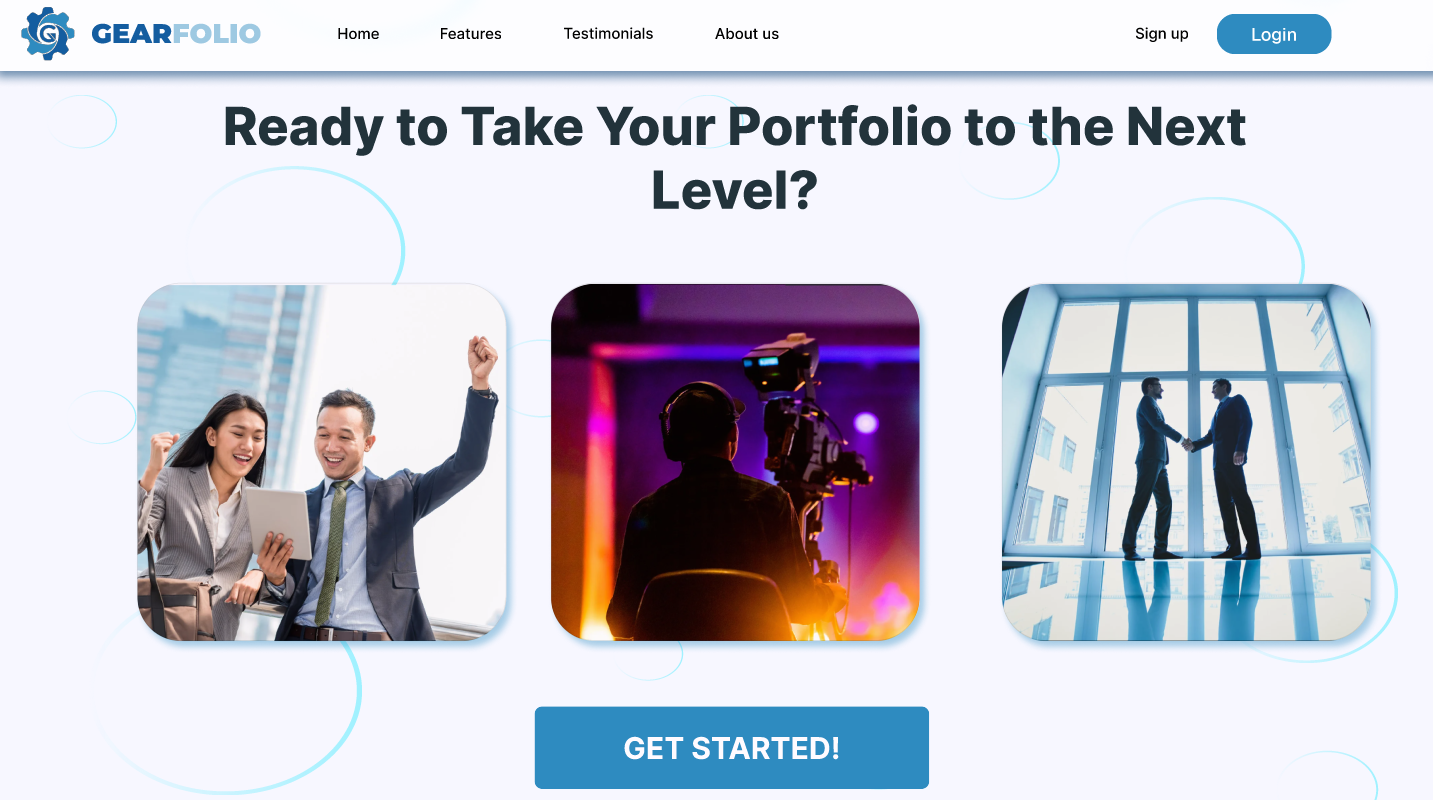 G GEARFOLIO
Home
Features
Testimonials
About us
Sign up
Login
Ready to Take Your Portfolio to the Next
Level?
GET STARTED!